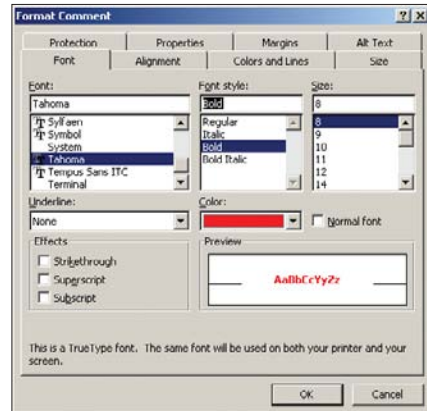 Format Comment
Protection Properties Margins Alt Text
Font Alignment Colors and Lines Size
Font: Font style: Size:
Tahoma Bold 8
Sylfaen Regular 8
Symbol Italic 9
System Bold 10
Tahoma Bold Italic 11
Tempus Sans ITC 12
Terminal 14
Underline: Color:
None Normal font
Effects Preview
Strikethrough
Superscript AaBbCcYyZz
Subscript
This is a TrueType font. The same font will be used on both your printer and your
screen.
OK Cancel